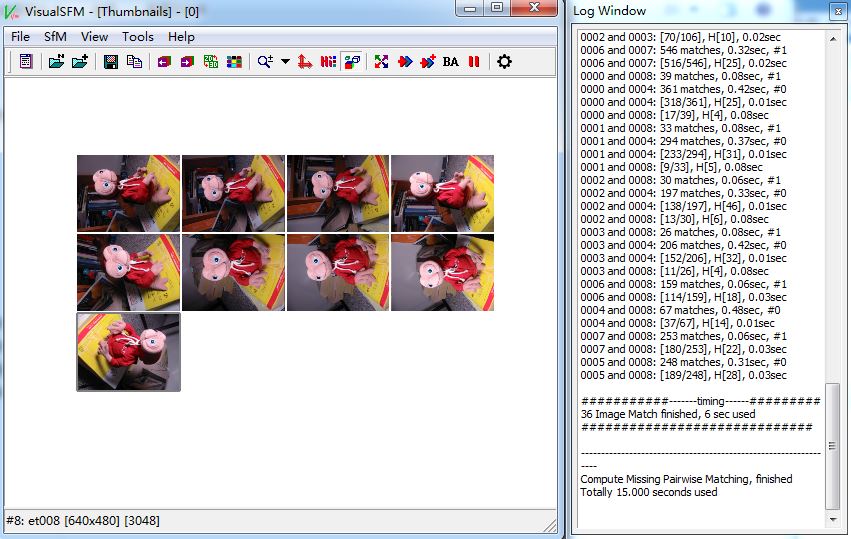 VisualSFM - [Thumbnails] - [0]
File SfM View Tools Help
BA
#8: et008 [640x480] [3048]
Log Window
0002 and 0003: [70/106], H[10], 0.02sec
0006 and 0007: 546 matches, 0.32sec, #1
0006 and 0007: [516/546], H[25], 0.02sec
0000 and 0008: 39 matches, 0.08sec, #1
0000 and 0004: 361 matches, 0.42sec, #0
0000 and 0004: [318/361], H[25], 0.01sec
0000 and 0008: [17/39], H[4], 0.08sec
0001 and 0008: 33 matches, 0.08sec, #1
0001 and 0004: 294 matches, 0.37sec, #0
0001 and 0004: [233/294], H[31], 0.01sec
0001 and 0008: [9/33], H[5], 0.08sec
0002 and 0008: 30 matches, 0.06sec, #1
0002 and 0004: 197 matches, 0.33sec, #0
0002 and 0004: [138/197], H[46], 0.01sec
0002 and 0008: [13/30], H[6], 0.08sec
0003 and 0008: 26 matches, 0.08sec, #1
0003 and 0004: 206 matches, 0.42sec, #0
0003 and 0004: [152/206], H[32], 0.01sec
0003 and 0008: [11/26], H[4], 0.08sec
0006 and 0008: 159 matches, 0.06sec, #1
0006 and 0008: [114/159], H[18], 0.03sec
0004 and 0008: 67 matches, 0.48sec, #0
0004 and 0008: [37/67], H[14], 0.01sec
0007 and 0008: 253 matches, 0.06sec, #1
0007 and 0008: [180/253], H[22], 0.03sec
0005 and 0008: 248 matches, 0.31sec, #0
0005 and 0008: [189/248], H[28], 0.03sec
###########-------timing------#########
36 Image Match finished, 6 sec used
#############################
----------------------------------------------------------------
----
Compute Missing Pairwise Matching, finished
Totally 15.000 seconds used